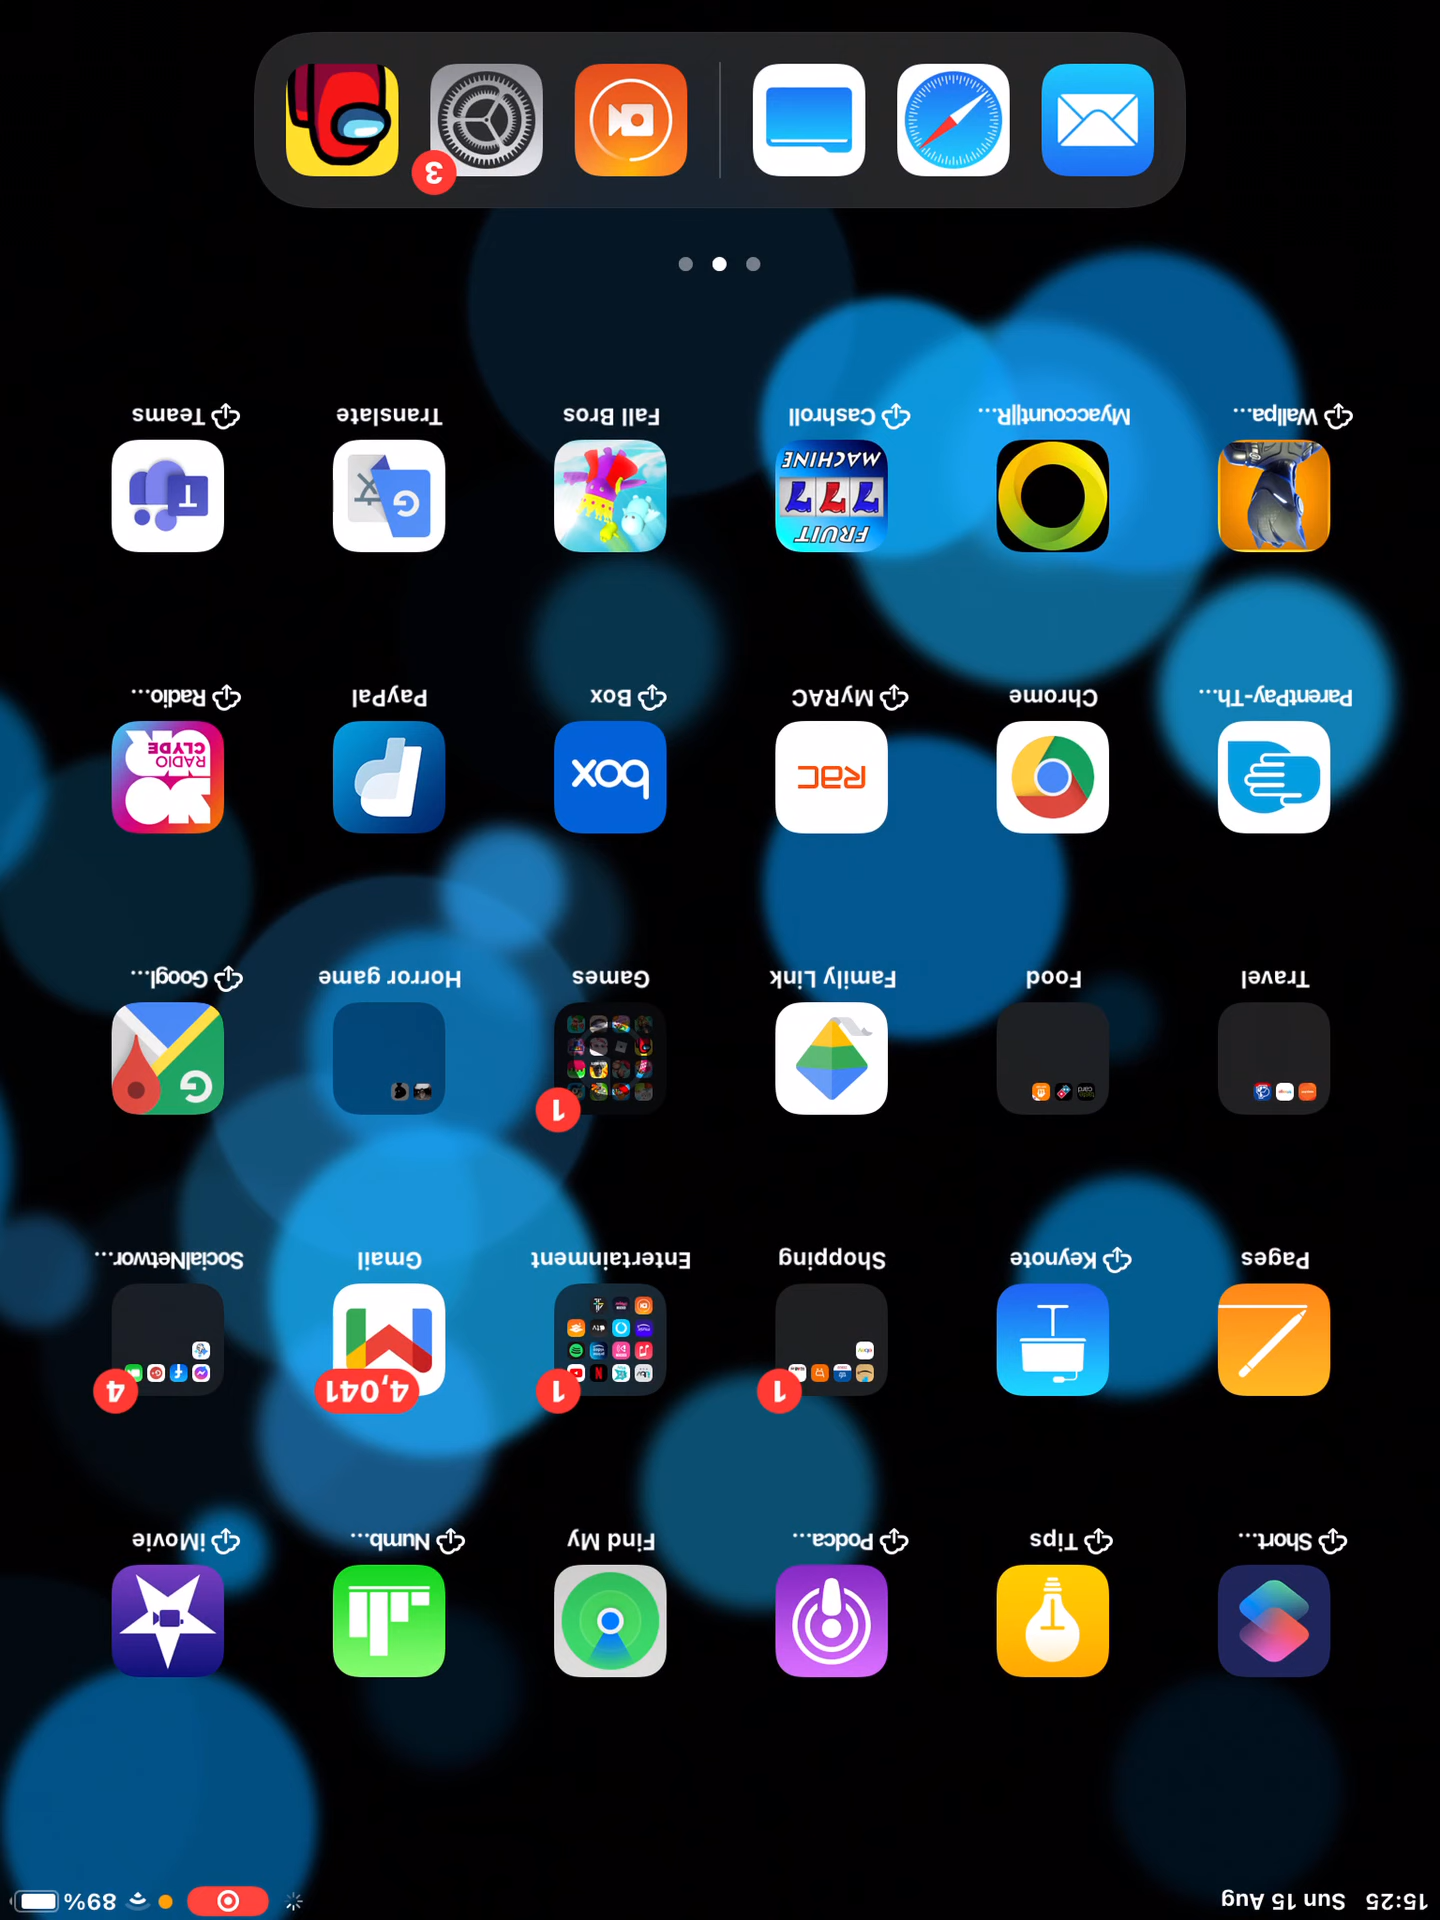 15:25 Sun 15 Aug 89%
Short... Tips Podca... Find My Numb... iMovie
1 1 4,041 4
Pages Keynote Shopping Entertainment Gmail SocialNetwor...
1
G
Travel Food Family Link Games Horror game Googl...
RAC box RADIO CLYDE
ParentPay-Th... Chrome MyRAC Box PayPal Radio...
FRUIT
777
MACHINE
G
T
Wallpa... Myaccount||R... Cashroll Fall Bros Translate Teams
3